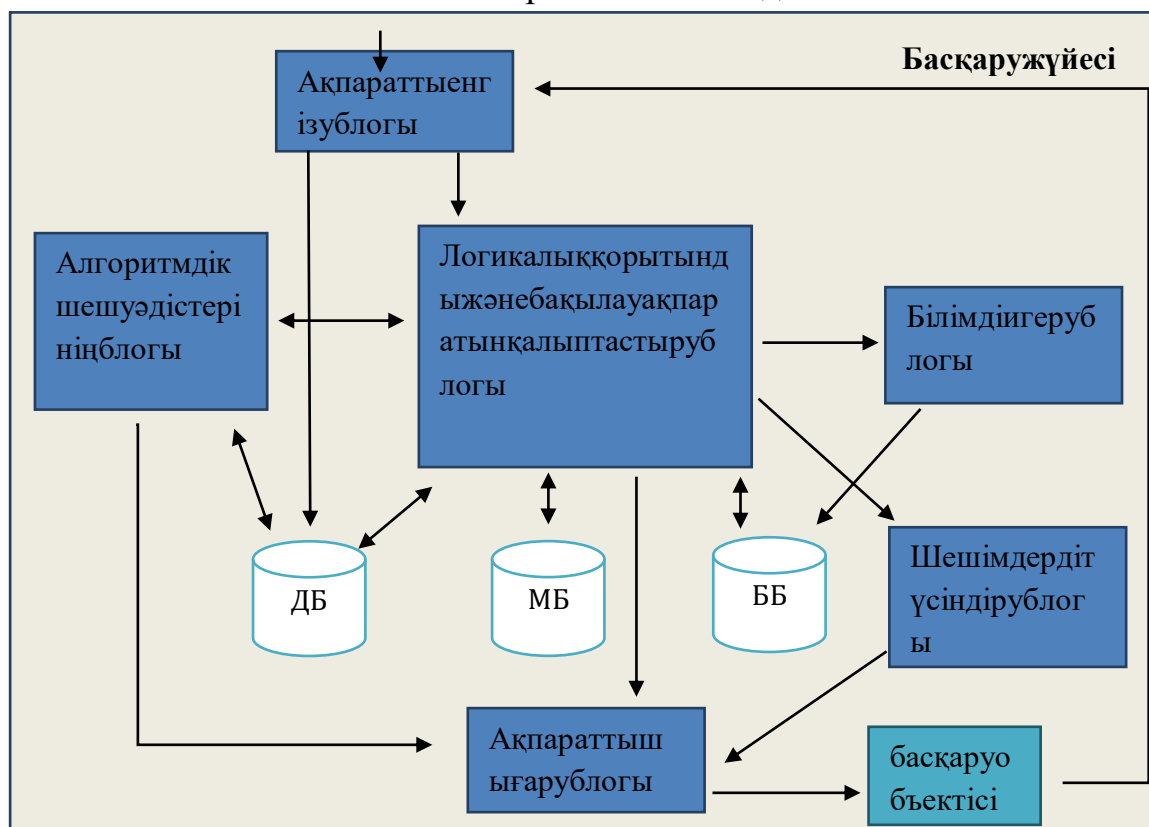 Басқаружүйесі
Ақпараттыенг
ізублогы
Алгоритмдік
шешуәдістері
ніңблогы
Логикалыққорытынд
ыжәнебақылауақпар
атынқалыптастыруб
логы
Білімдіигеруб
логы
ДБ
МБ
ББ
Шешімдердіт
үсіндірублог
ы
Ақпараттыш
ығарублогы
басқаруо
бъектісі